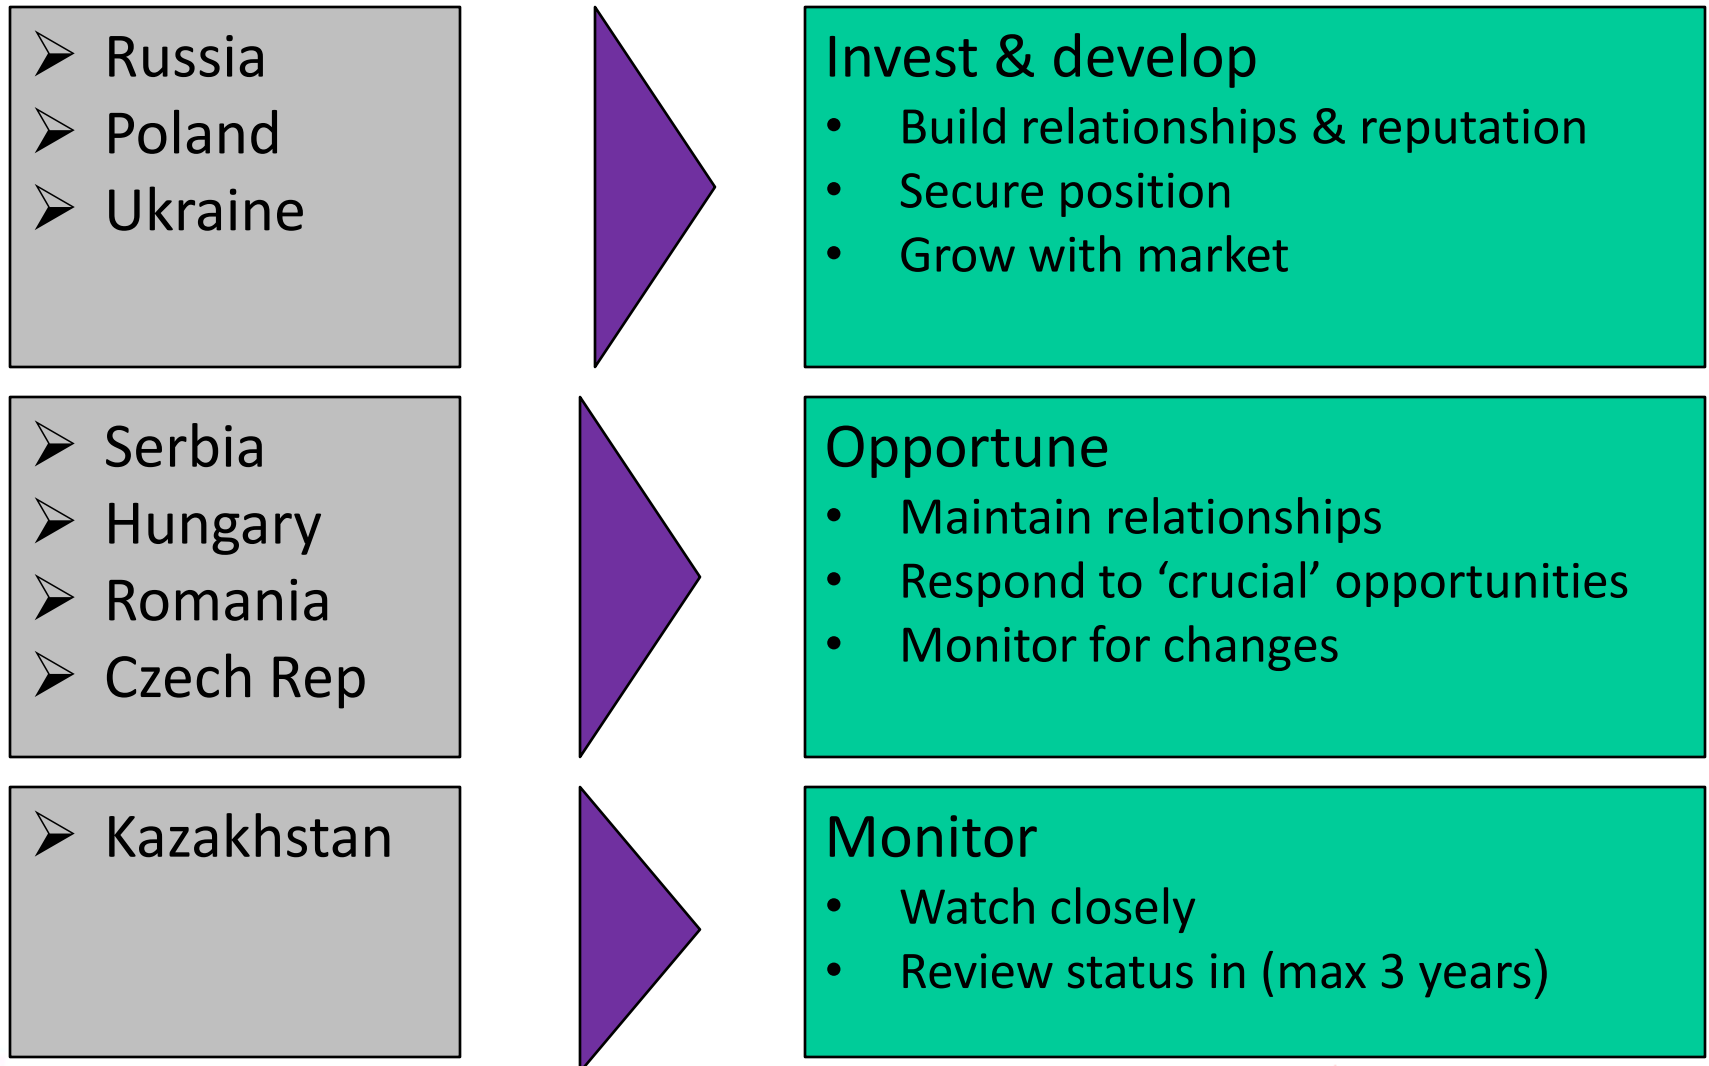 ➢ Russia
➢ Poland
➢ Ukraine
Invest & develop
• Build relationships & reputation
• Secure position
• Grow with market
➢ Serbia
➢ Hungary
➢ Romania
➢ Czech Rep
Opportune
• Maintain relationships
• Respond to ‘crucial’ opportunities
• Monitor for changes
➢ Kazakhstan
Monitor
• Watch closely
• Review status in (max 3 years)